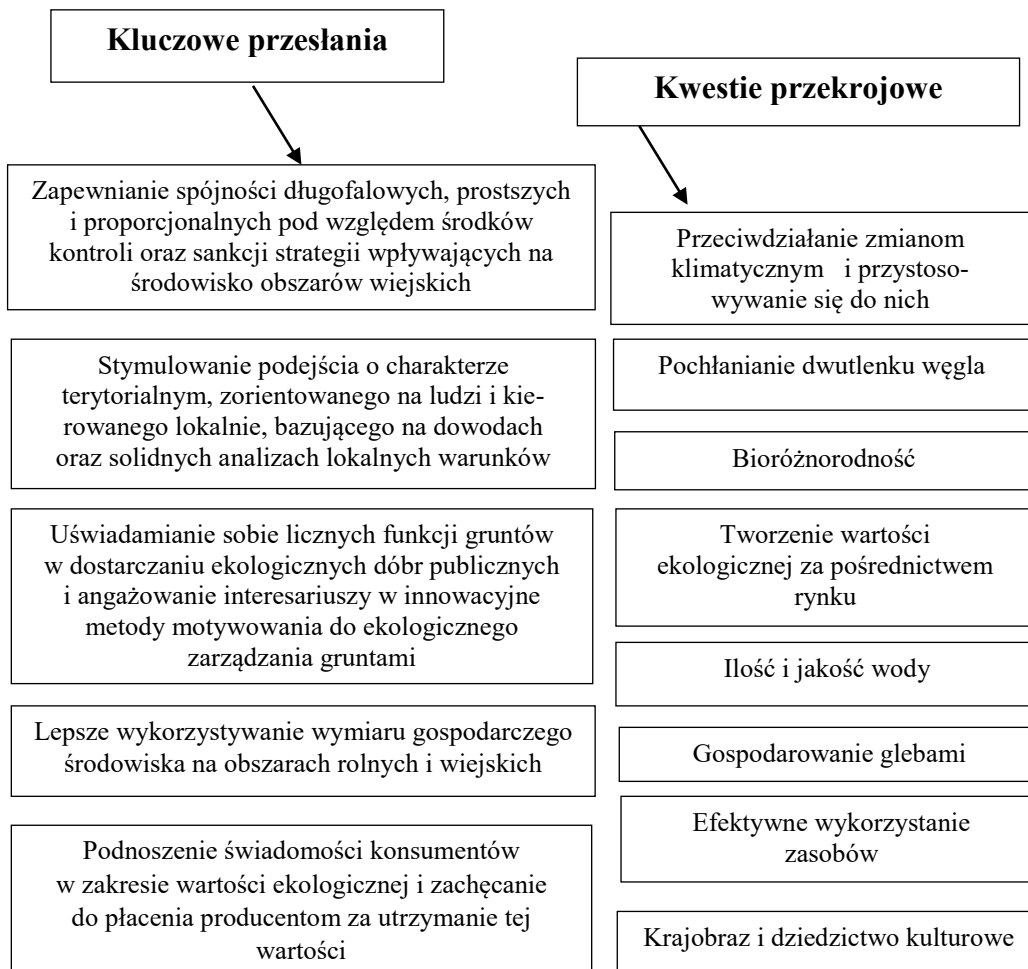 Kluczowe przesłania
Zapewnianie spójności długofalowych, prostszych
i proporcjonalnych pod względem środków
kontroli oraz sankcji strategii wpływających na
środowisko obszarów wiejskich
Stymulowanie podejścia o charakterze
terytorialnym, zorientowanego na ludzi i kie-
rowanego lokalnie, bazującego na dowodach
oraz solidnych analizach lokalnych warunków
Uświadamianie sobie licznych funkcji gruntów
w dostarczaniu ekologicznych dóbr publicznych
i angażowanie interesariuszy w innowacyjne
metody motywowania do ekologicznego
zarządzania gruntami
Lepsze wykorzystywanie wymiaru gospodarczego
środowiska na obszarach rolnych i wiejskich
Podnoszenie świadomości konsumentów
w zakresie wartości ekologicznej i zachęcanie
do płacenia producentom za utrzymanie tej
wartości
Kwestie przekrojowe
Przeciwdziałanie zmianom
klimatycznym i przystoso-
wywanie się do nich
Pochłanianie dwutlenku węgla
Bioróżnorodność
Tworzenie wartości
ekologicznej za pośrednictwem
rynku
Ilość i jakość wody
Gospodarowanie glebami
Efektywne wykorzystanie
zasobów
Krajobraz i dziedzictwo kulturowe